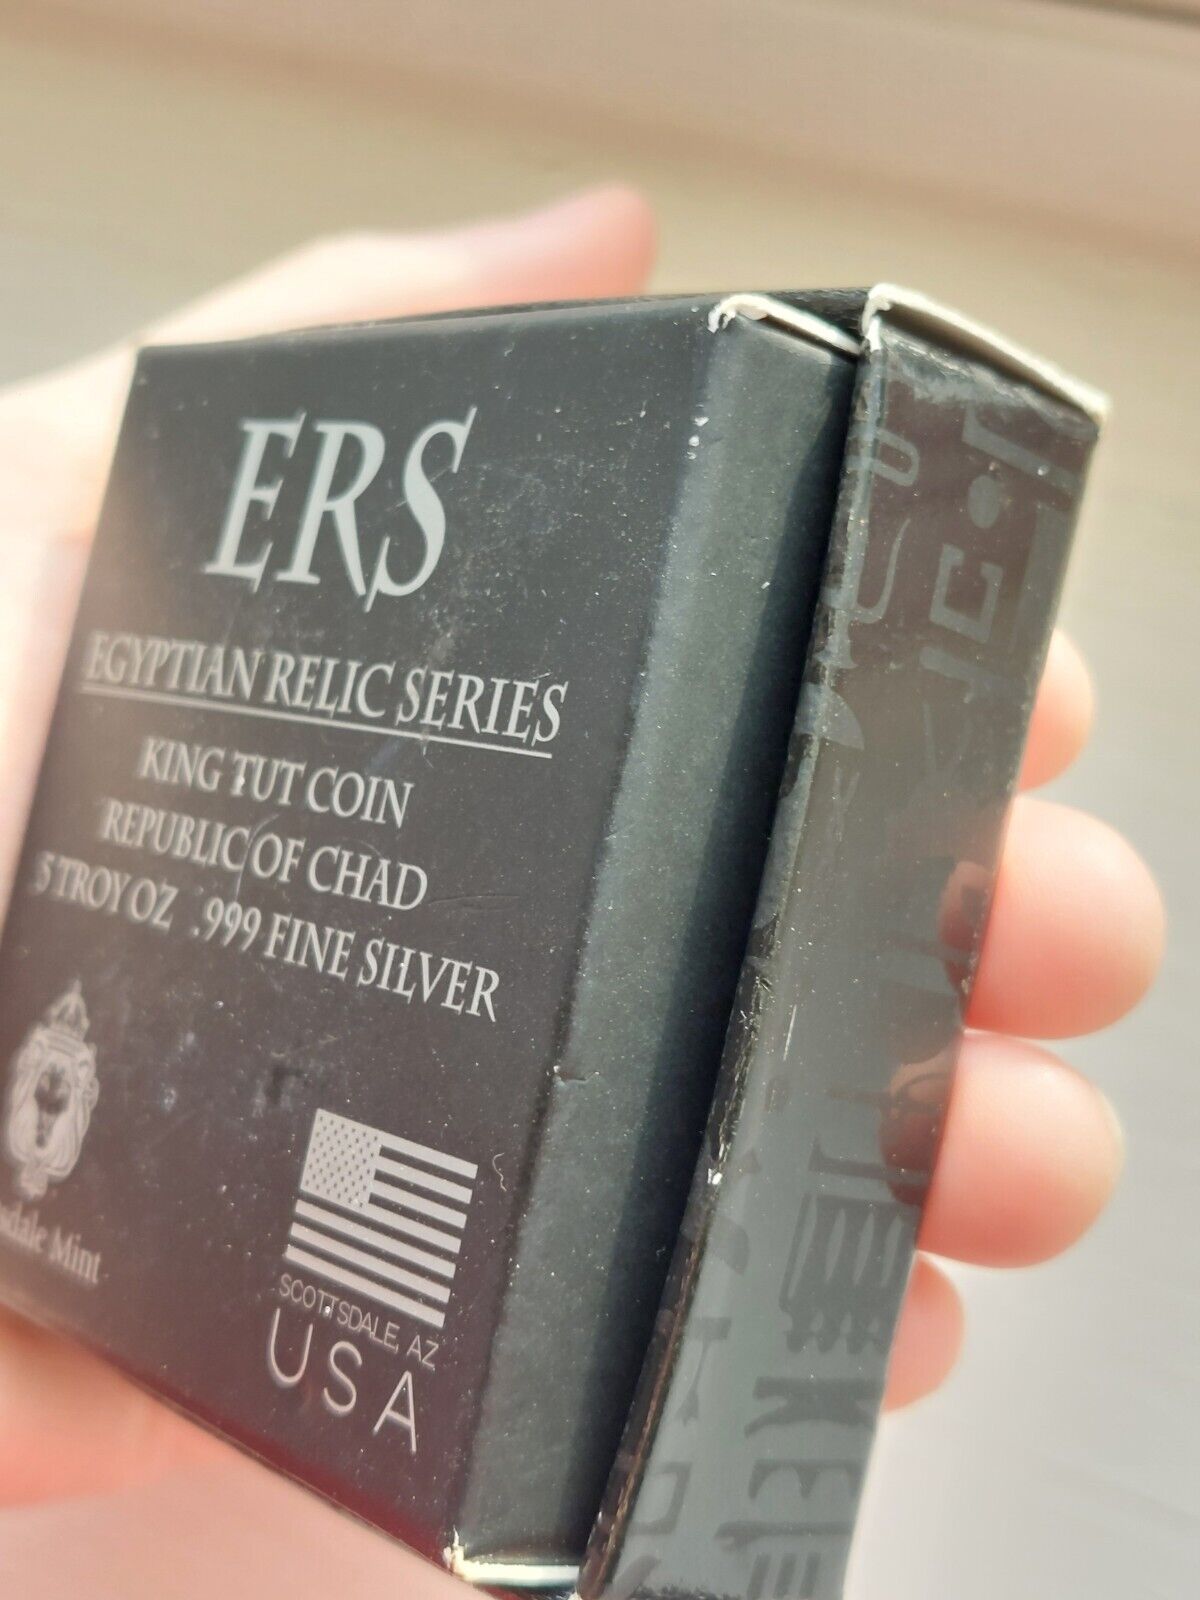 ERS
EGYPTIAN RELIC SERIES
KING TUT COIN
REPUBLIC OF CHAD
5 TROY OZ .999 FINE SILVER
Mint
SCOTTSDALE, AZ
USA